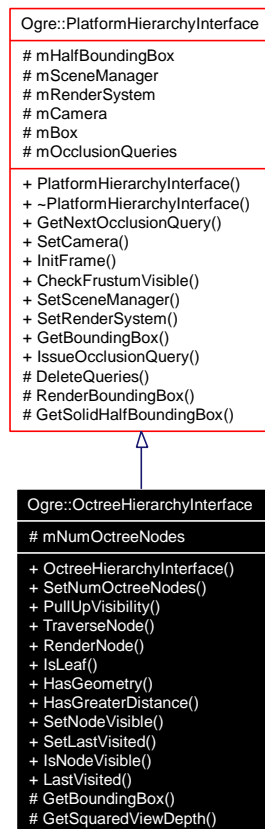 Ogre::PlatformHierarchyInterface
# mHalfBoundingBox
# mSceneManager
# mRenderSystem
# mCamera
# mBox
# mOcclusionQueries
+ PlatformHierarchyInterface()
+ ~PlatformHierarchyInterface()
+ GetNextOcclusionQuery()
+ SetCamera()
+ InitFrame()
+ CheckFrustumVisible()
+ SetSceneManager()
+ SetRenderSystem()
+ GetBoundingBox()
+ IssueOcclusionQuery()
# DeleteQueries()
# RenderBoundingBox()
# GetSolidHalfBoundingBox()
Ogre::OctreeHierarchyInterface
# mNumOctreeNodes
+ OctreeHierarchyInterface()
+ SetNumOctreeNodes()
+ PullUpVisibility()
+ TraverseNode()
+ RenderNode()
+ IsLeaf()
+ HasGeometry()
+ HasGreaterDistance()
+ SetNodeVisible()
+ SetLastVisited()
+ IsNodeVisible()
+ LastVisited()
# GetBoundingBox()
# GetSquaredViewDepth()